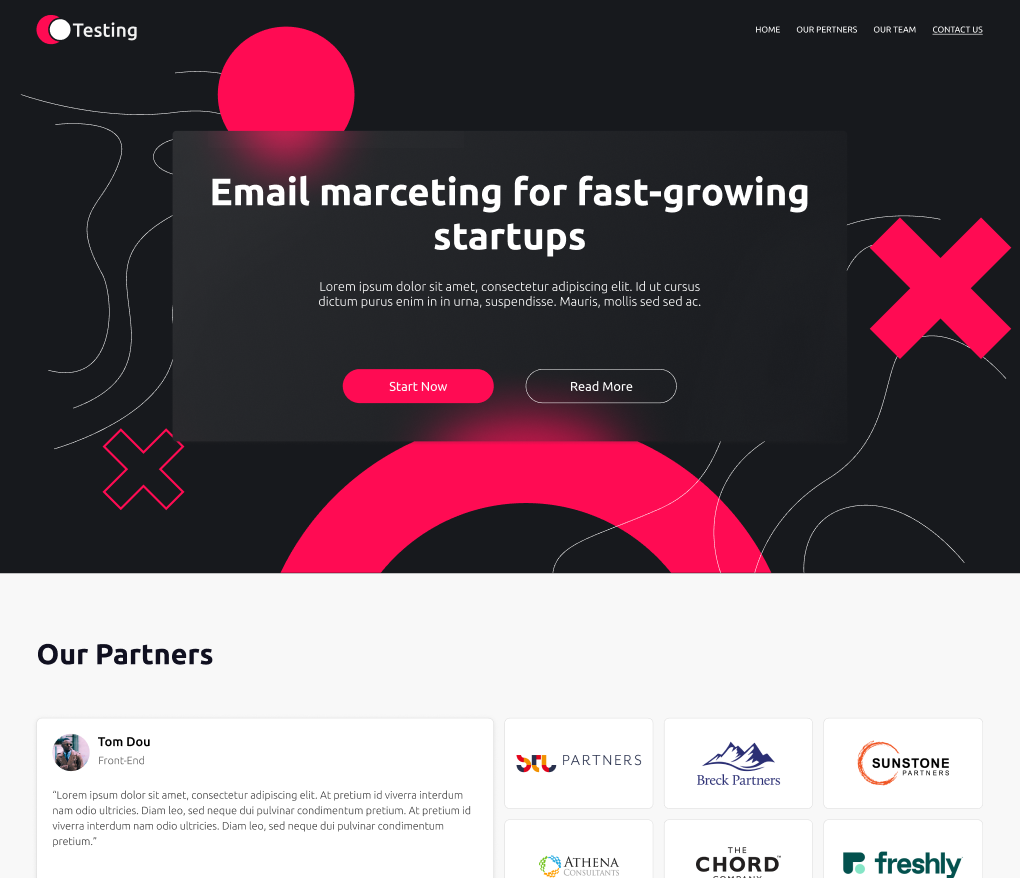 Testing
HOME OUR PERTNERS OUR TEAM CONTACT US
Email marceting for fast-growing
startups
Lorem ipsum dolor sit amet, consectetur adipiscing elit. Id ut cursus
dictum purus enim in in urna, suspendisse. Mauris, mollis sed sed ac.
Start Now Read More
Our Partners
Tom Dou
Front-End
“Lorem ipsum dolor sit amet, consectetur adipiscing elit. At pretium id viverra interdum
nam odio ultricies. Diam leo, sed neque dui pulvinar condimentum pretium. At pretium id
viverra interdum nam odio ultricies. Diam leo, sed neque dui pulvinar condimentum
pretium.”
PARTNERS
Breck Partners
SUNSTONE
PARTNERS
ATHENA
CONSULTANTS
THE
CHORD™
COMPANY
freshly